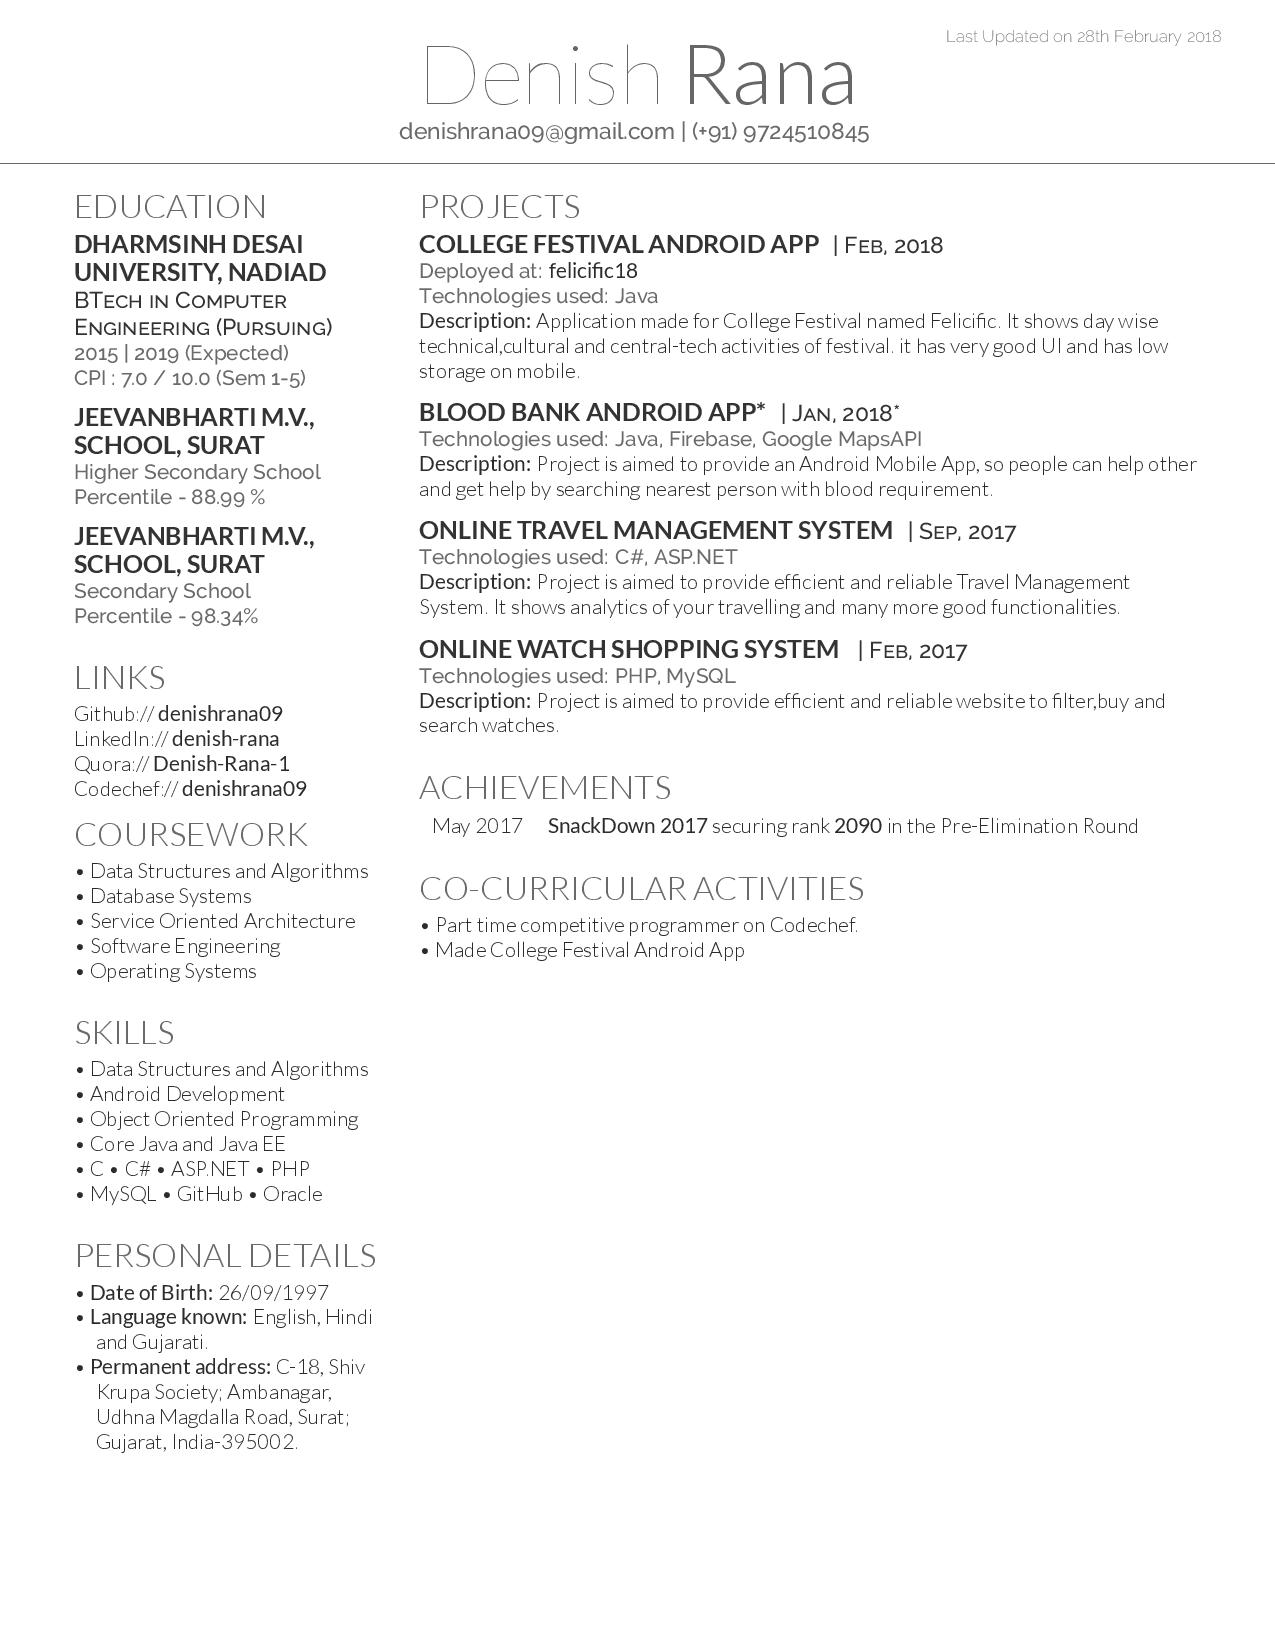 Last Updated on 28th February 2018
Denish Rana
denishrana09@gmail.com | (+91) 9724510845
EDUCATION
DHARMSINH DESAI
UNIVERSITY, NADIAD
BTech in Computer
Engineering (Pursuing)
2015 | 2019 (Expected)
CPI : 7.0 / 10.0 (Sem 1-5)
JEEVANBHARTI M.V.,
SCHOOL, SURAT
Higher Secondary School
Percentile - 88.99 %
JEEVANBHARTI M.V.,
SCHOOL, SURAT
Secondary School
Percentile - 98.34%
LINKS
Github:// denishrana09
LinkedIn:// denish-rana
Quora:// Denish-Rana-1
Codechef:// denishrana09
COURSEWORK
• Data Structures and Algorithms
• Database Systems
• Service Oriented Architecture
• Software Engineering
• Operating Systems
SKILLS
• Data Structures and Algorithms
• Android Development
• Object Oriented Programming
• Core Java and Java EE
• C • C# • ASP.NET • PHP
• MySQL • GitHub • Oracle
PERSONAL DETAILS
• Date of Birth: 26/09/1997
• Language known: English, Hindi
and Gujarati.
• Permanent address: C-18, Shiv
Krupa Society; Ambanagar,
Udhna Magdalla Road, Surat;
Gujarat, India-395002.
PROJECTS
COLLEGE FESTIVAL ANDROID APP | Feb, 2018
Deployed at: felicific18
Technologies used: Java
Description: Application made for College Festival named Felicific. It shows day wise
technical,cultural and central-tech activities of festival. it has very good UI and has low
storage on mobile.
BLOOD BANK ANDROID APP* | Jan, 2018*
Technologies used: Java, Firebase, Google MapsAPI
Description: Project is aimed to provide an Android Mobile App, so people can help other
and get help by searching nearest person with blood requirement.
ONLINE TRAVEL MANAGEMENT SYSTEM | Sep, 2017
Technologies used: C#, ASP.NET
Description: Project is aimed to provide efficient and reliable Travel Management
System. It shows analytics of your travelling and many more good functionalities.
ONLINE WATCH SHOPPING SYSTEM | Feb, 2017
Technologies used: PHP, MySQL
Description: Project is aimed to provide efficient and reliable website to filter,buy and
search watches.
ACHIEVEMENTS
May 2017 SnackDown 2017 securing rank 2090 in the Pre-Elimination Round
CO-CURRICULAR ACTIVITIES
• Part time competitive programmer on Codechef.
• Made College Festival Android App